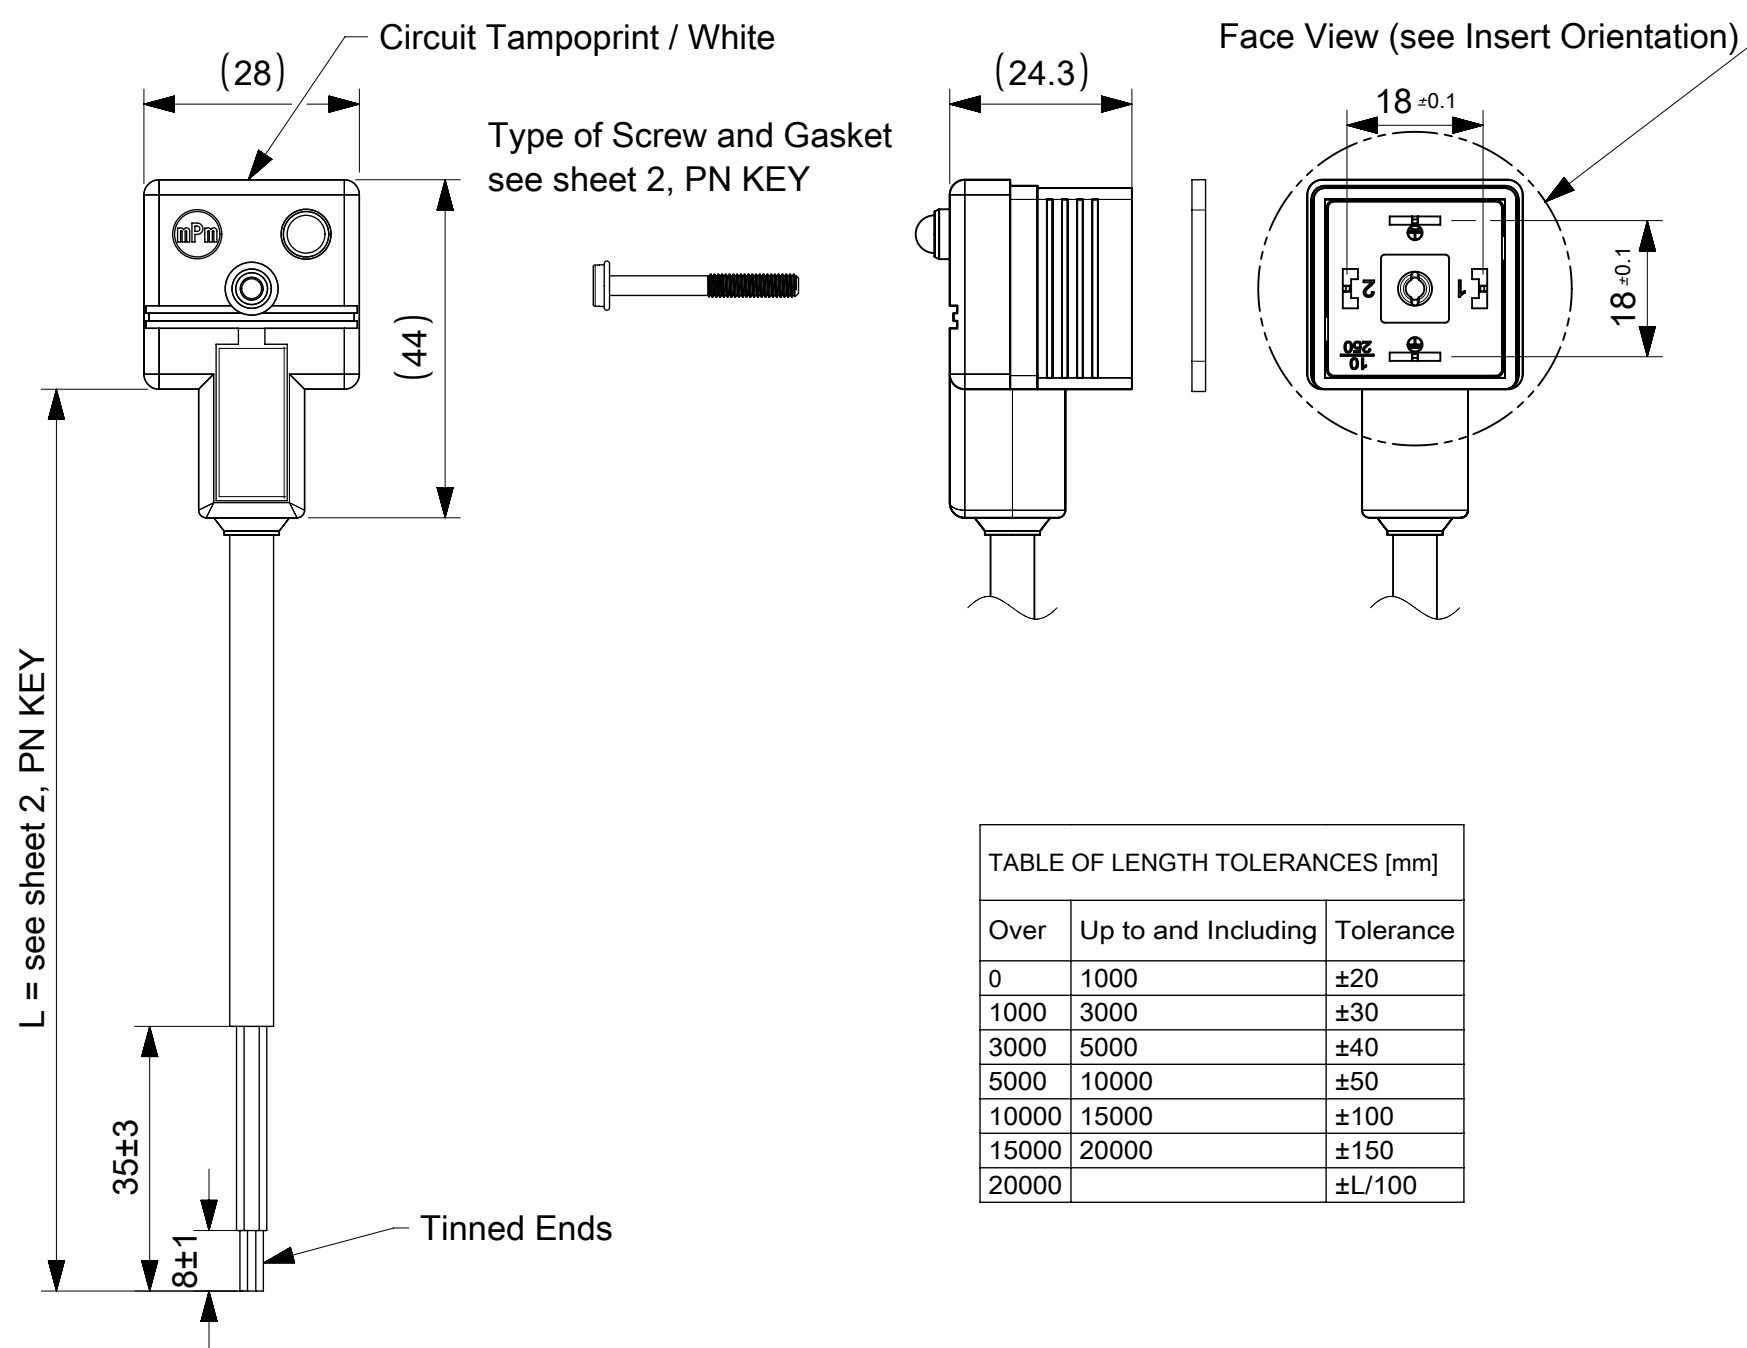 Circuit Tampoprint / White
Face View (see Insert Orientation)
(28)
(24.3)
18 ±0.1
Type of Screw and Gasket
see sheet 2, PN KEY
mPm
(44)
18 ±0.1
2
1
10
250
L = see sheet 2, PN KEY
TABLE OF LENGTH TOLERANCES [mm]
Over Up to and Including Tolerance
0 1000 ±20
1000 3000 ±30
3000 5000 ±40
5000 10000 ±50
10000 15000 ±100
15000 20000 ±150
20000 ±L/100
35±3
8±1
Tinned Ends